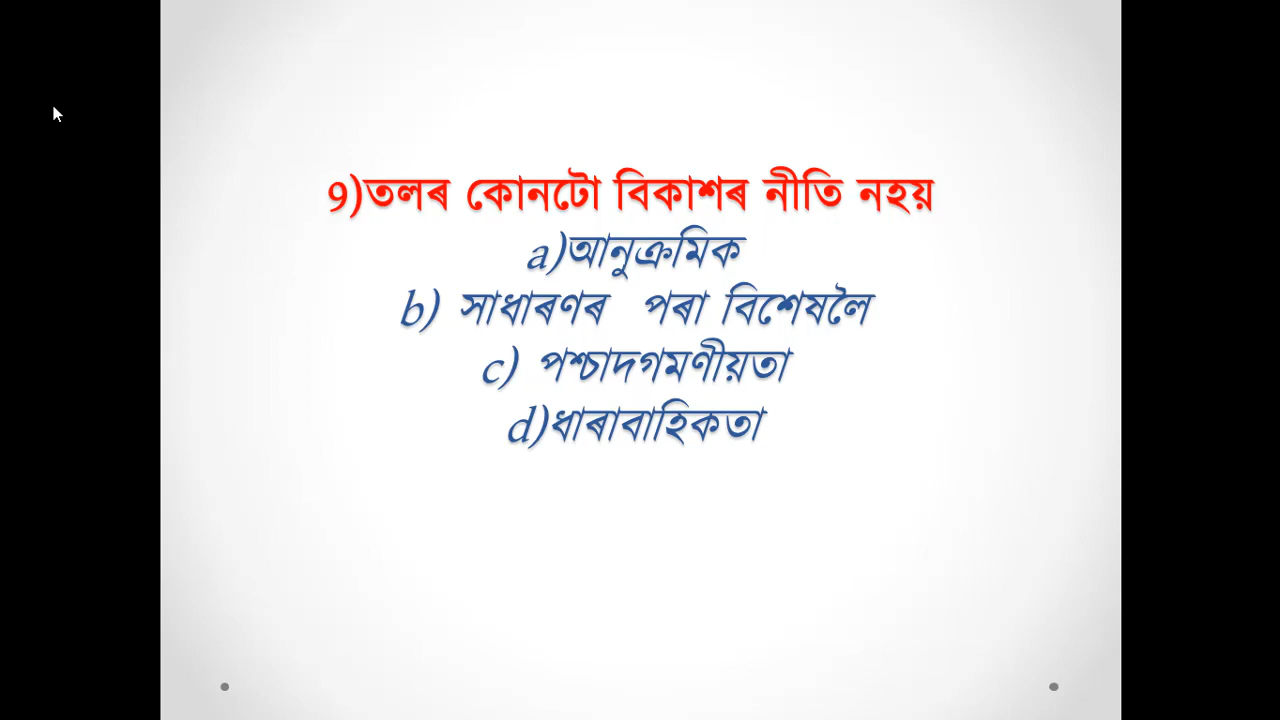 9)তলৰ কোনটো বিকাশৰ নীতি নহয়
a)আনুক্ৰমিক
b) সাধাৰণৰ পৰা বিশেষলৈ
c) পশ্চাদগমণীয়তা
d)ধাৰাবাহিকতা